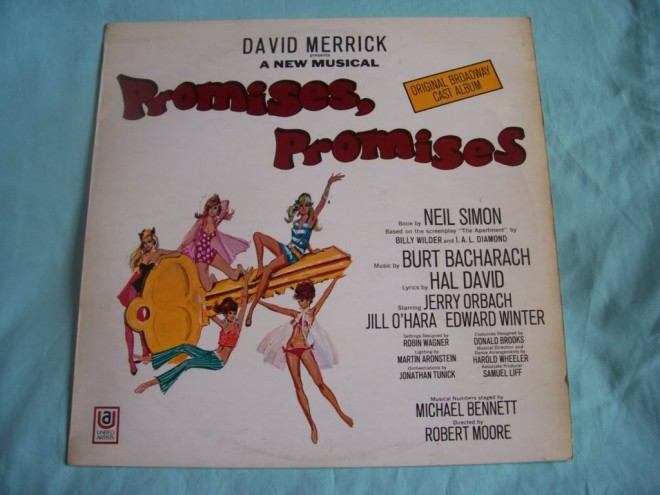 DAVID MERRICK
presents
A NEW MUSICAL
Promises,
Promises
ORIGINAL BROADWAY
CAST ALBUM
Book by NEIL SIMON
Based on the screenplay "The Apartment" by
BILLY WILDER and I.A.L. DIAMOND
Music by BURT BACHARACH
Lyrics by HAL DAVID
Starring JERRY ORBACH
JILL O'HARA EDWARD WINTER
Settings Designed by
ROBIN WAGNER
Lighting by
MARTIN ARONSTEIN
Orchestrations by
JONATHAN TUNICK
Costumes Designed by
DONALD BROOKS
Musical Direction and
Dance Arrangements by
HAROLD WHEELER
Associate Producer
SAMUEL LIFF
Musical Numbers staged by
MICHAEL BENNETT
Directed by
ROBERT MOORE
UA
UNITED
ARTISTS